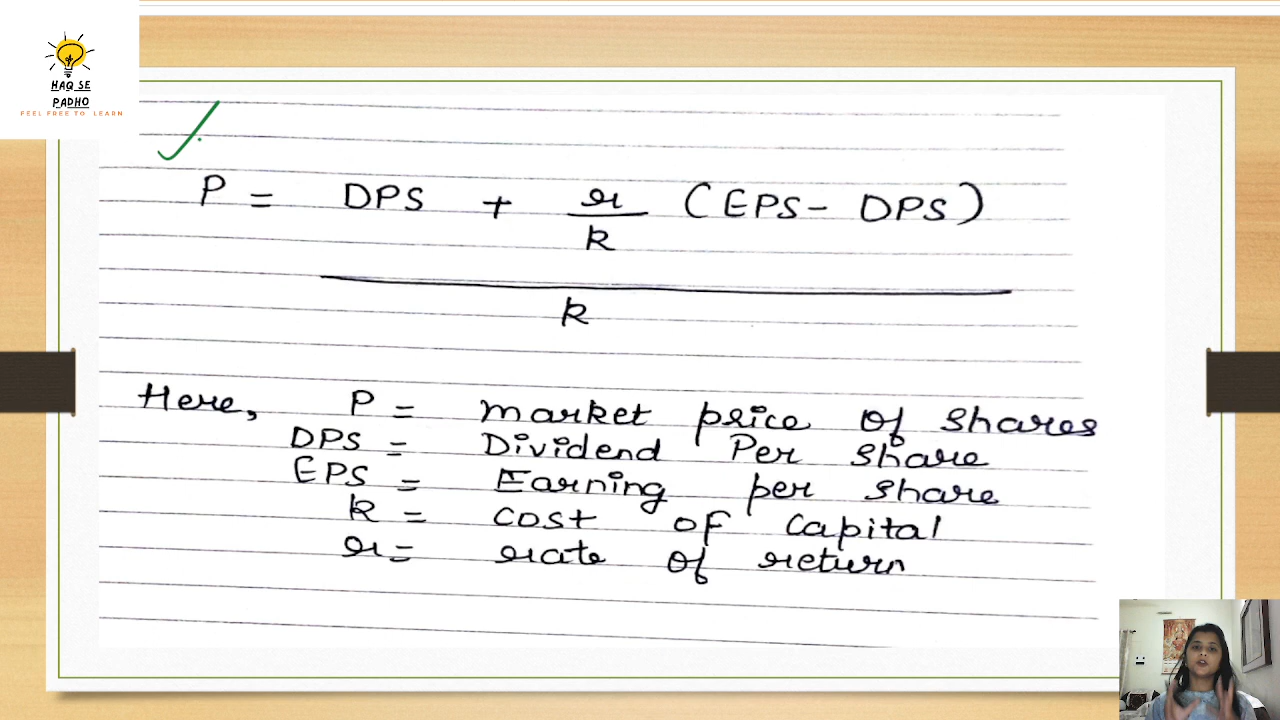 HAQ SE
PADHO
FEEL FREE TO LEARN
P = DPS + r/k (EPS - DPS)
k
Here, P = market price of shares
DPS = Dividend Per share
EPS = Earning per share
k = cost of capital
r = rate of return